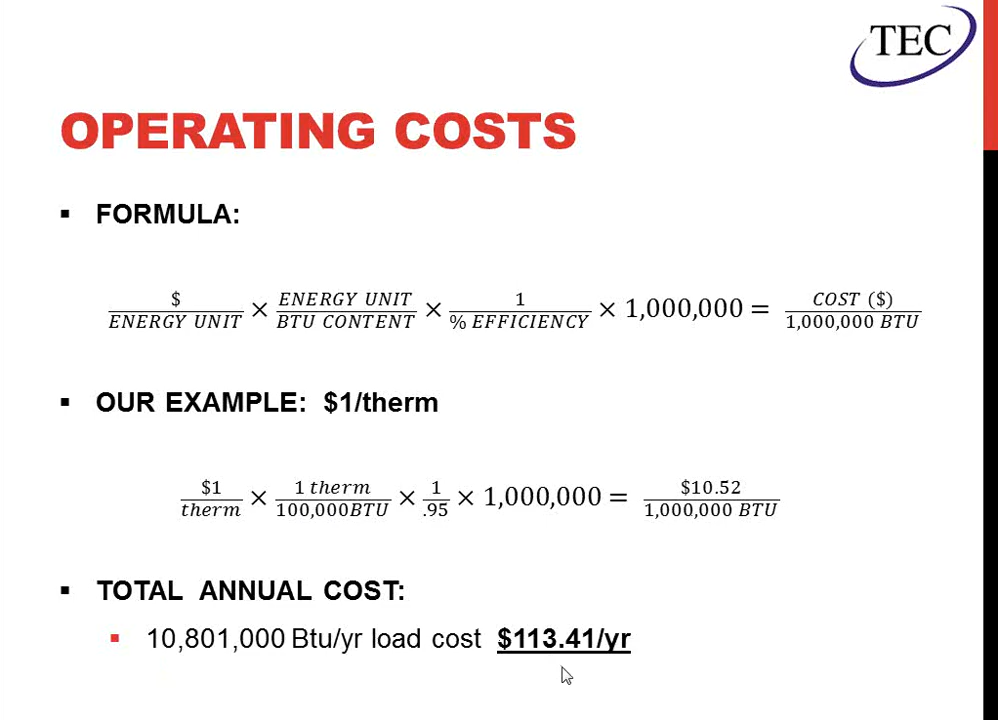 TEC
OPERATING COSTS
▪ FORMULA:
$/ENERGY UNIT × ENERGY UNIT/BTU CONTENT × 1/% EFFICIENCY × 1,000,000 = COST ($)/1,000,000 BTU
▪ OUR EXAMPLE: $1/therm
$1/therm × 1 therm/100,000BTU × 1/.95 × 1,000,000 = $10.52/1,000,000 BTU
▪ TOTAL ANNUAL COST:
▪ 10,801,000 Btu/yr load cost $113.41/yr